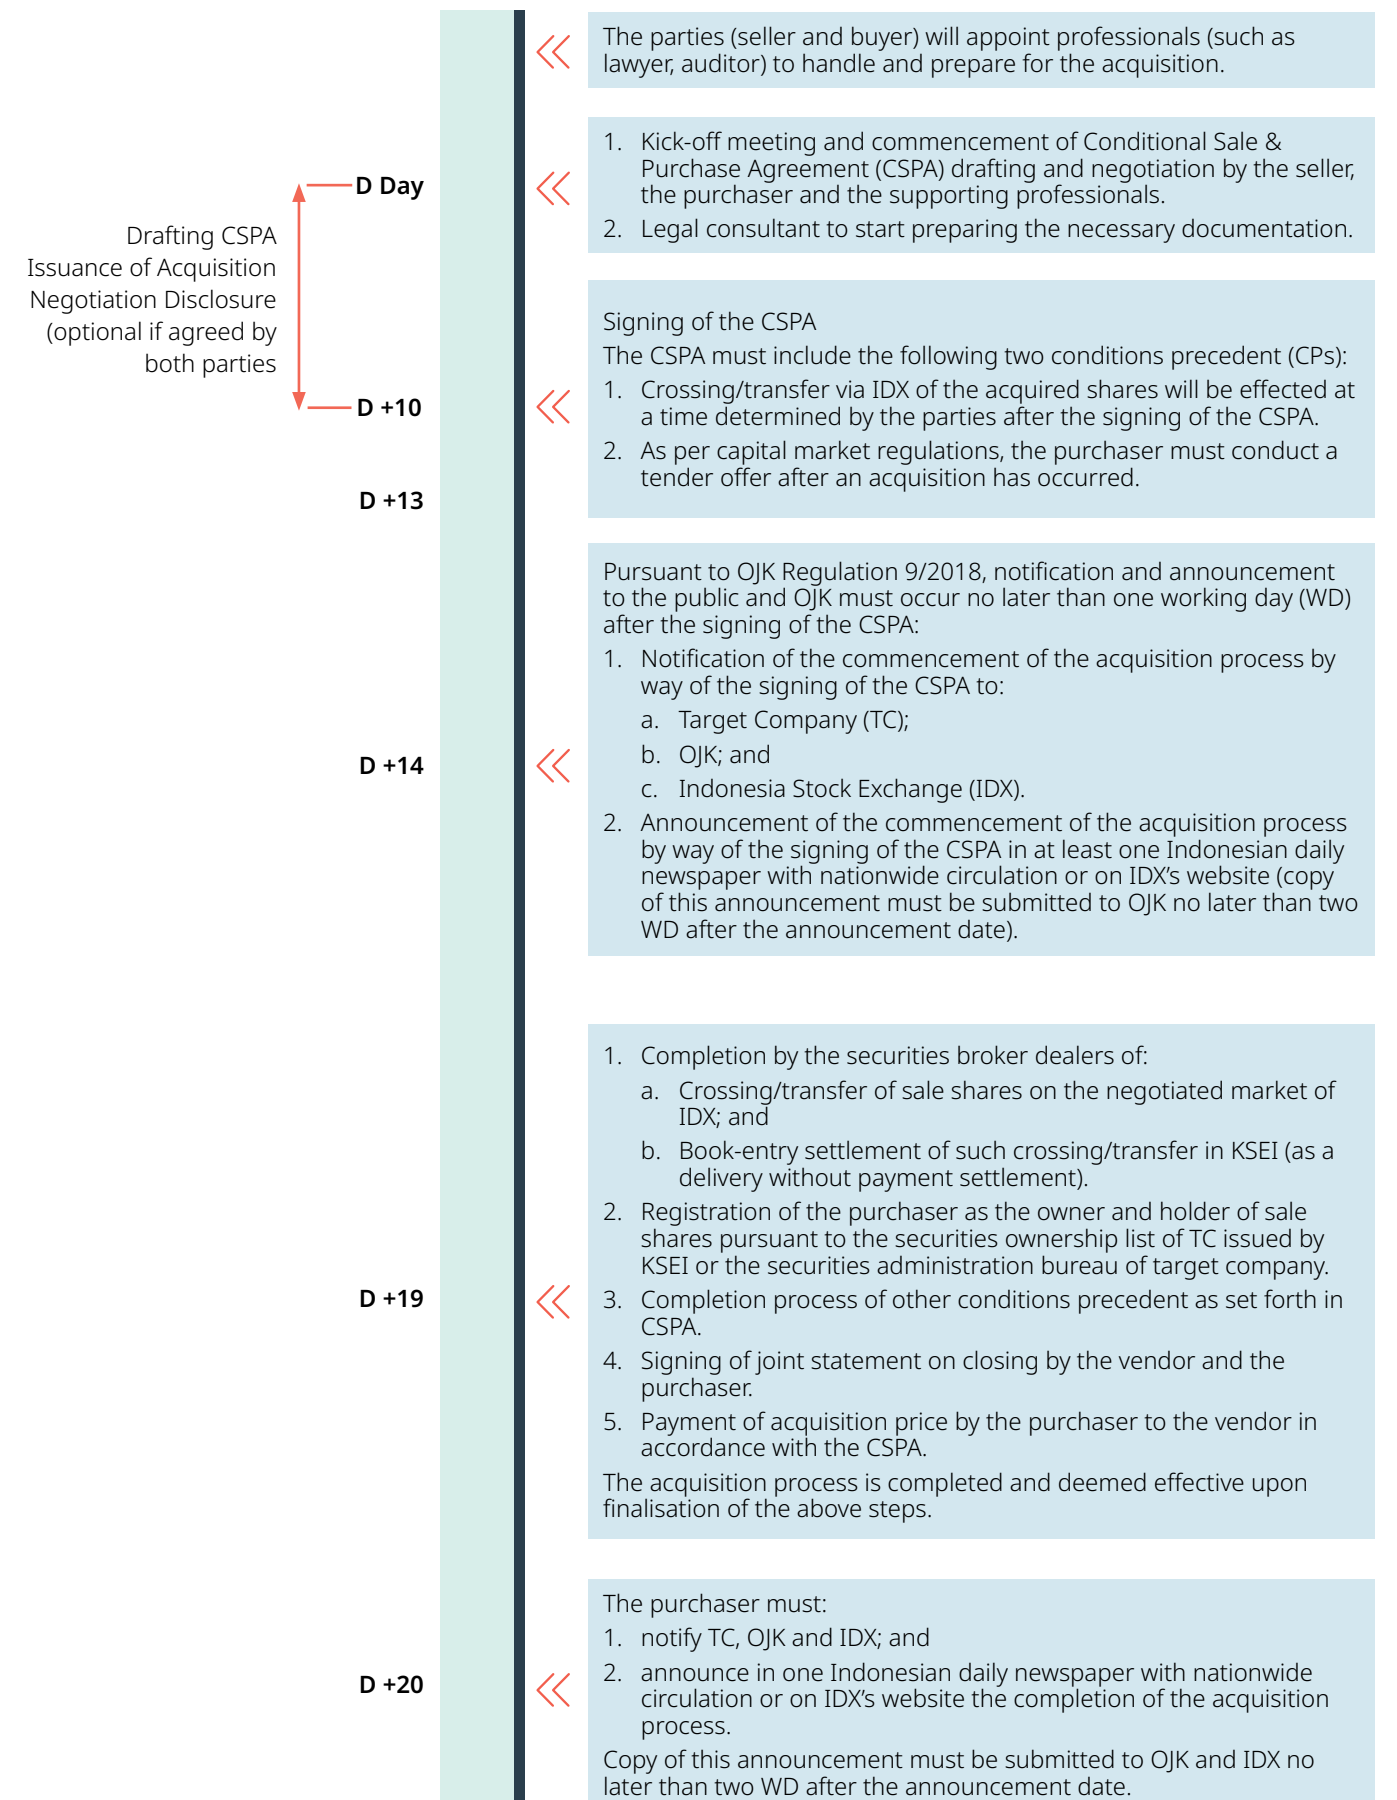 The parties (seller and buyer) will appoint professionals (such as
lawyer, auditor) to handle and prepare for the acquisition.
D Day
1. Kick-off meeting and commencement of Conditional Sale &
Purchase Agreement (CSPA) drafting and negotiation by the seller,
the purchaser and the supporting professionals.
2. Legal consultant to start preparing the necessary documentation.
Drafting CSPA
Issuance of Acquisition
Negotiation Disclosure
(optional if agreed by
both parties
D +10
D +13
Signing of the CSPA
The CSPA must include the following two conditions precedent (CPs):
1. Crossing/transfer via IDX of the acquired shares will be effected at
a time determined by the parties after the signing of the CSPA.
2. As per capital market regulations, the purchaser must conduct a
tender offer after an acquisition has occurred.
D +14
Pursuant to OJK Regulation 9/2018, notification and announcement
to the public and OJK must occur no later than one working day (WD)
after the signing of the CSPA:
1. Notification of the commencement of the acquisition process by
way of the signing of the CSPA to:
a. Target Company (TC);
b. OJK; and
c. Indonesia Stock Exchange (IDX).
2. Announcement of the commencement of the acquisition process
by way of the signing of the CSPA in at least one Indonesian daily
newspaper with nationwide circulation or on IDX's website (copy
of this announcement must be submitted to OJK no later than two
WD after the announcement date).
D +19
1. Completion by the securities broker dealers of:
a. Crossing/transfer of sale shares on the negotiated market of
IDX; and
b. Book-entry settlement of such crossing/transfer in KSEI (as a
delivery without payment settlement).
2. Registration of the purchaser as the owner and holder of sale
shares pursuant to the securities ownership list of TC issued by
KSEI or the securities administration bureau of target company.
3. Completion process of other conditions precedent as set forth in
CSPA.
4. Signing of joint statement on closing by the vendor and the
purchaser.
5. Payment of acquisition price by the purchaser to the vendor in
accordance with the CSPA.
The acquisition process is completed and deemed effective upon
finalisation of the above steps.
D +20
The purchaser must:
1. notify TC, OJK and IDX; and
2. announce in one Indonesian daily newspaper with nationwide
circulation or on IDX's website the completion of the acquisition
process.
Copy of this announcement must be submitted to OJK and IDX no
later than two WD after the announcement date.